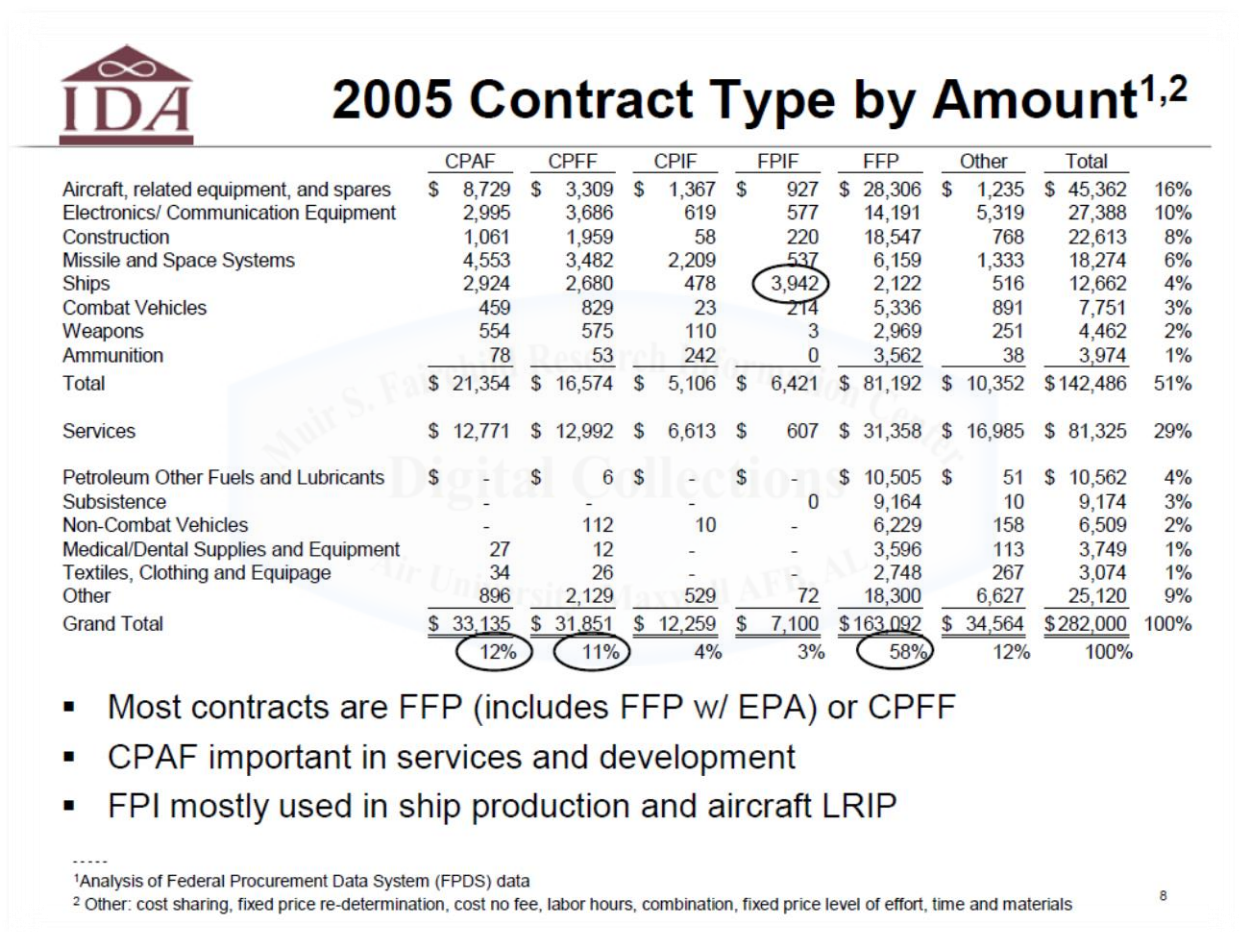 IDA
2005 Contract Type by Amount1,2
CPAF CPFF CPIF FPIF FFP Other Total
Aircraft, related equipment, and spares $ 8,729 $ 3,309 $ 1,367 $ 927 $ 28,306 $ 1,235 $ 45,362 16%
Electronics/ Communication Equipment 2,995 3,686 619 577 14,191 5,319 27,388 10%
Construction 1,061 1,959 58 220 18,547 768 22,613 8%
Missile and Space Systems 4,553 3,482 2,209 537 6,159 1,333 18,274 6%
Ships 2,924 2,680 478 3,942 2,122 516 12,662 4%
Combat Vehicles 459 829 23 214 5,336 891 7,751 3%
Weapons 554 575 110 3 2,969 251 4,462 2%
Ammunition 78 53 242 0 3,562 38 3,974 1%
Total $ 21,354 $ 16,574 $ 5,106 $ 6,421 $ 81,192 $ 10,352 $142,486 51%
Services $ 12,771 $ 12,992 $ 6,613 $ 607 $ 31,358 $ 16,985 $ 81,325 29%
Petroleum Other Fuels and Lubricants $ - $ 6 $ - $ - $ 10,505 $ 51 $ 10,562 4%
Subsistence - - - 0 9,164 10 9,174 3%
Non-Combat Vehicles - 112 10 - 6,229 158 6,509 2%
Medical/Dental Supplies and Equipment 27 12 - - 3,596 113 3,749 1%
Textiles, Clothing and Equipage 34 26 - - 2,748 267 3,074 1%
Other 896 2,129 529 72 18,300 6,627 25,120 9%
Grand Total $ 33,135 $ 31,851 $ 12,259 $ 7,100 $163,092 $ 34,564 $282,000 100%
12% 11% 4% 3% 58% 12% 100%
▪ Most contracts are FFP (includes FFP w/ EPA) or CPFF
▪ CPAF important in services and development
▪ FPI mostly used in ship production and aircraft LRIP
-----
1Analysis of Federal Procurement Data System (FPDS) data
2 Other: cost sharing, fixed price re-determination, cost no fee, labor hours, combination, fixed price level of effort, time and materials
8
Muir S. Fairchild Research Information Center
Digital Collections
Air University Maxwell AFB, AL